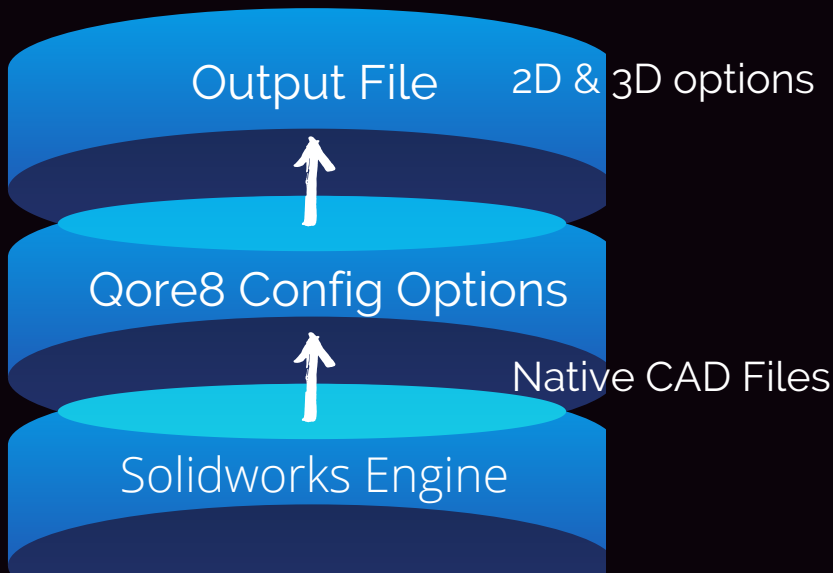 Output File
2D & 3D options
Qore8 Config Options
Native CAD Files
Solidworks Engine